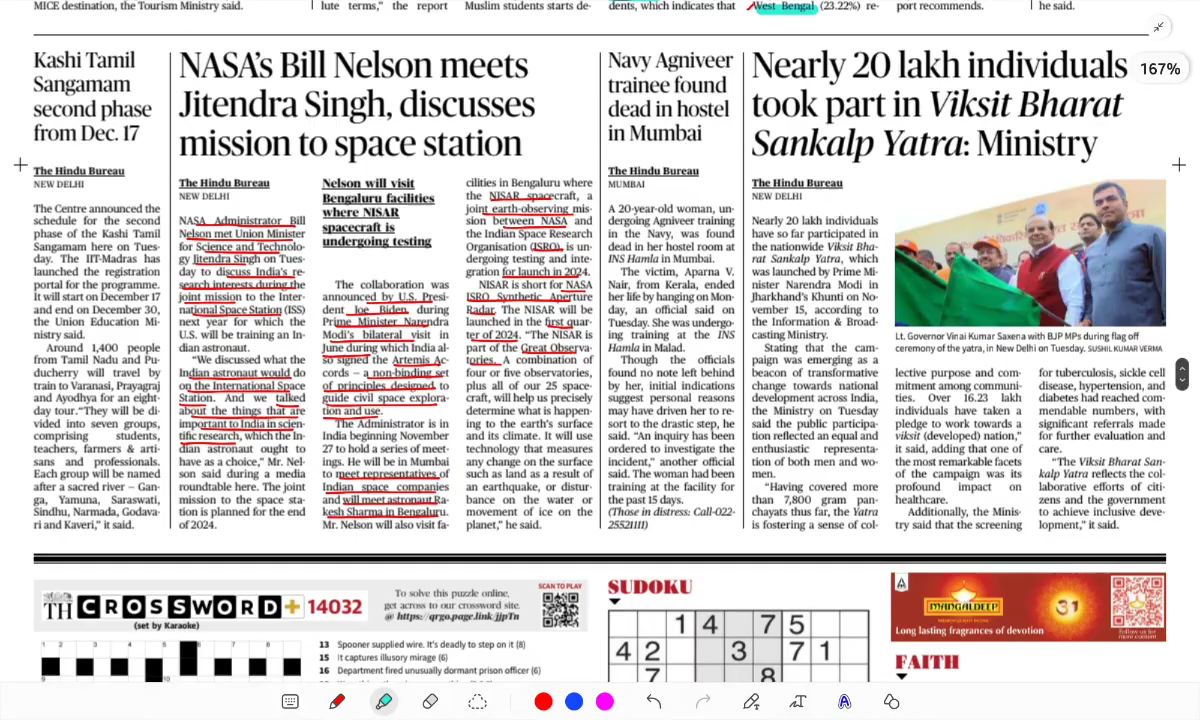 MICE destination, the Tourism Ministry said.
lute terms," the report
Muslim students starts de-
dents, which indicates that
West Bengal (23.22%) re-
port recommends.
he said.
167%
Kashi Tamil
Sangamam
second phase
from Dec. 17
The Hindu Bureau
NEW DELHI
The Centre announced the
schedule for the second
phase of the Kashi Tamil
Sangamam here on Tues-
day. The IIT-Madras has
launched the registration
portal for the programme.
It will start on December 17
and end on December 30,
the Union Education Mi-
nistry said.
Around 1,400 people
from Tamil Nadu and Pu-
ducherry will travel by
train to Varanasi, Prayagraj
and Ayodhya for an eight-
day tour."They will be di-
vided into seven groups,
comprising students,
teachers, farmers & arti-
sans and professionals.
Each group will be named
after a sacred river – Gan-
ga, Yamuna, Saraswati,
Sindhu, Narmada, Godava-
ri and Kaveri," it said.
NASA's Bill Nelson meets
Jitendra Singh, discusses
mission to space station
The Hindu Bureau
NEW DELHI
NASA Administrator Bill
Nelson met Union Minister
for Science and Technolo-
gy Jitendra Singh on Tues-
day to discuss India's re-
search interests during the
joint mission to the Inter-
national Space Station (ISS)
next year for which the
U.S. will be training an In-
dian astronaut.
"We discussed what the
Indian astronaut would do
on the International Space
Station. And we talked
about the things that are
important to India in scien-
tific research, which the In-
dian astronaut ought to
have as a choice," Mr. Nel-
son said during a media
roundtable here. The joint
mission to the space sta-
tion is planned for the end
of 2024.
Nelson will visit
Bengaluru facilities
where NISAR
spacecraft is
undergoing testing
The collaboration was
announced by U.S. Presi-
dent Joe Biden during
Prime Minister Narendra
Modi's bilateral visit in
June during which India al-
so signed the Artemis Ac-
cords – a non-binding set
of principles designed to
guide civil space explora-
tion and use.
The Administrator is in
India beginning November
27 to hold a series of meet-
ings. He will be in Mumbai
to meet representatives of
Indian space companies
and will meet astronaut Ra-
kesh Sharma in Bengaluru.
Mr. Nelson will also visit fa-
cilities in Bengaluru where
the NISAR spacecraft, a
joint earth-observing mis-
sion between NASA and
the Indian Space Research
Organisation (ISRO), is un-
dergoing testing and inte-
gration for launch in 2024.
NISAR is short for NASA
ISRO Synthetic Aperture
Radar. The NISAR will be
launched in the first quar-
ter of 2024. "The NISAR is
part of the Great Observa-
tories. A combination of
four or five observatories,
plus all of our 25 space-
craft, will help us precisely
determine what is happen-
ing to the earth's surface
and its climate. It will use
technology that measures
any change on the surface
such as land as a result of
an earthquake, or distur-
bance on the water or
movement of ice on the
planet," he said.
Navy Agniveer
trainee found
dead in hostel
in Mumbai
The Hindu Bureau
MUMBAI
A 20-year-old woman, un-
dergoing Agniveer training
in the Navy, was found
dead in her hostel room at
INS Hamla in Mumbai.
The victim, Aparna V.
Nair, from Kerala, ended
her life by hanging on Mon-
day, an official said on
Tuesday. She was undergo-
ing training at the INS
Hamla in Malad.
Though the officials
found no note left behind
by her, initial indications
suggest personal reasons
may have driven her to re-
sort to the drastic step, he
said. "An inquiry has been
ordered to investigate the
incident," another official
said. The woman had been
training at the facility for
the past 15 days.
(Those in distress: Call-022-
25521111)
Nearly 20 lakh individuals
took part in Viksit Bharat
Sankalp Yatra: Ministry
The Hindu Bureau
NEW DELHI
Nearly 20 lakh individuals
have so far participated in
the nationwide Viksit Bha-
rat Sankalp Yatra, which
was launched by Prime Mi-
nister Narendra Modi in
Jharkhand's Khunti on No-
vember 15, according to
the Information & Broad-
casting Ministry.
Stating that the cam-
paign was emerging as a
beacon of transformative
change towards national
development across India,
the Ministry on Tuesday
said the public participa-
tion reflected an equal and
enthusiastic representa-
tion of both men and wo-
men.
"Having covered more
than 7,800 gram pan-
chayats thus far, the Yatra
is fostering a sense of col-
Lt. Governor Vinai Kumar Saxena with BJP MPs during flag off
ceremony of the yatra, in New Delhi on Tuesday. SUSHIL KUMAR VERMA
lective purpose and com-
mitment among communi-
ties. Over 16.23 lakh
individuals have taken a
pledge to work towards a
viksit (developed) nation,"
it said, adding that one of
the most remarkable facets
of the campaign was its
profound impact on
healthcare.
Additionally, the Minis-
try said that the screening
for tuberculosis, sickle cell
disease, hypertension, and
diabetes had reached com-
mendable numbers, with
significant referrals made
for further evaluation and
care.
"The Viksit Bharat San-
kalp Yatra reflects the col-
laborative efforts of citi-
zens and the government
to achieve inclusive deve-
lopment," it said.
TH CROSSWORD+ 14032
(set by Karaoke)
To solve this puzzle online,
get across to our crossword site.
@ https://qrgo.page.link/jjpTn
SCAN TO PLAY
1 2 3 4 5 6 7 8
9 10
13 Spooner supplied wire. It's deadly to step on it (8)
15 It captures illusory mirage (6)
16 Department fired unusually dormant prison officer (6)
SUDOKU
1 4 7 5
4 2 3 7 1
7 8
MANGALDEEP
31
Long lasting fragrances of devotion
Follow us for
more content
FAITH